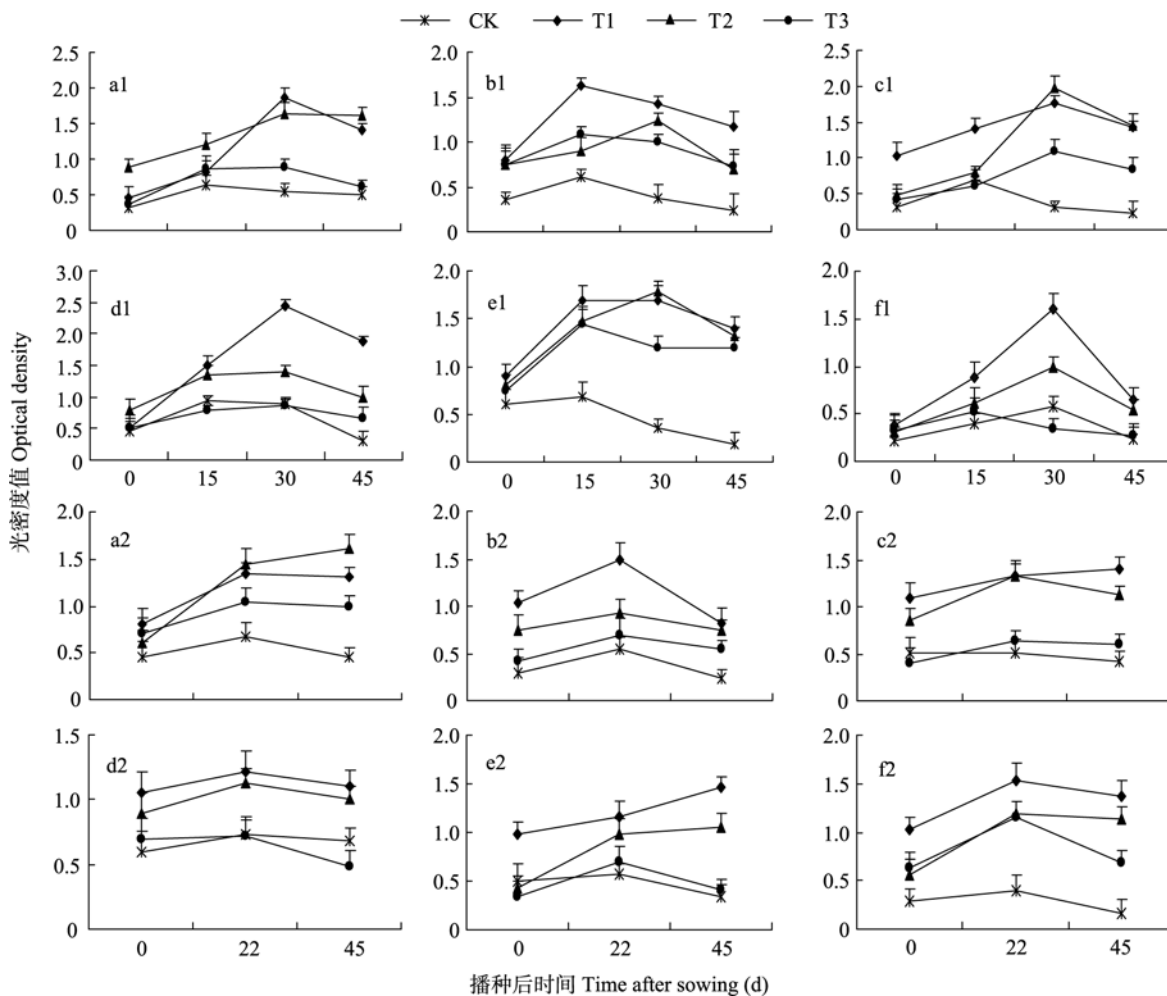 CK T1 T2 T3
a1 b1 c1
2.5 2.0 2.5
2.0 1.5 2.0
1.5 1.0 1.5
1.0 0.5 1.0
0.5 0 0.5
0 0
d1 e1 f1
3.0 2.0 2.0
2.5 1.5 1.5
2.0 1.0 1.0
1.5 0.5 0.5
1.0 0 0
0.5
0
0 15 30 45 0 15 30 45 0 15 30 45
光密度值 Optical density
a2 b2 c2
2.0 2.0 2.0
1.5 1.5 1.5
1.0 1.0 1.0
0.5 0.5 0.5
0 0 0
d2 e2 f2
1.5 2.0 2.0
1.0 1.5 1.5
0.5 1.0 1.0
0 0.5 0.5
0 0
0 22 45 0 22 45 0 22 45
播种后时间 Time after sowing (d)